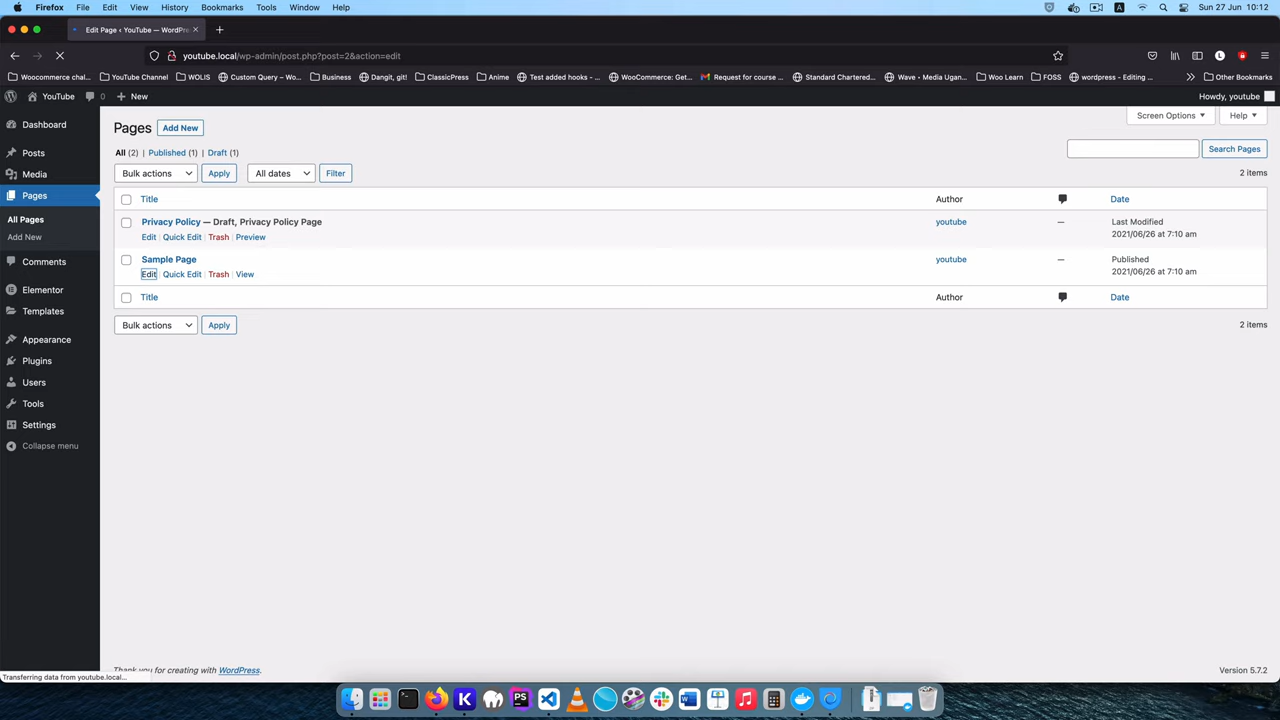 Firefox File Edit View History Bookmarks Tools Window Help Sun 27 Jun 10:12
Edit Page ‹ YouTube — WordPre
youtube.local/wp-admin/post.php?post=2&action=edit
Woocommerce chal... YouTube Channel WOLIS Custom Query – Wo... Business Dangit, git! ClassicPress Anime Test added hooks - ... WooCommerce: Get... Request for course ... Standard Chartered... Wave • Media Ugan... Woo Learn FOSS wordpress - Editing ... Other Bookmarks
YouTube 0 New Howdy, youtube
Screen Options Help
Dashboard
Posts
Media
Pages
All Pages
Add New
Comments
Elementor
Templates
Appearance
Plugins
Users
Tools
Settings
Collapse menu
Pages Add New
All (2) | Published (1) | Draft (1)
Search Pages
Bulk actions Apply All dates Filter 2 items
Title Author Date
Privacy Policy — Draft, Privacy Policy Page youtube — Last Modified
2021/06/26 at 7:10 am
Edit | Quick Edit | Trash | Preview
Sample Page youtube — Published
2021/06/26 at 7:10 am
Edit | Quick Edit | Trash | View
Title Author Date
Bulk actions Apply 2 items
Thank you for creating with WordPress. Version 5.7.2
Transferring data from youtube.local...